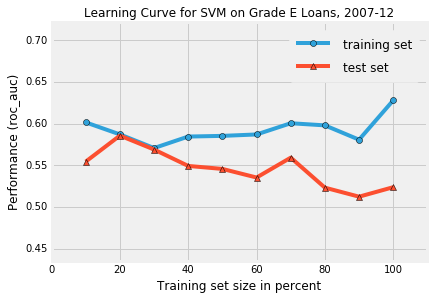 Learning Curve for SVM on Grade E Loans, 2007-12
training set
test set
Performance (roc_auc)
0.70
0.65
0.60
0.55
0.50
0.45
0 20 40 60 80 100
Training set size in percent